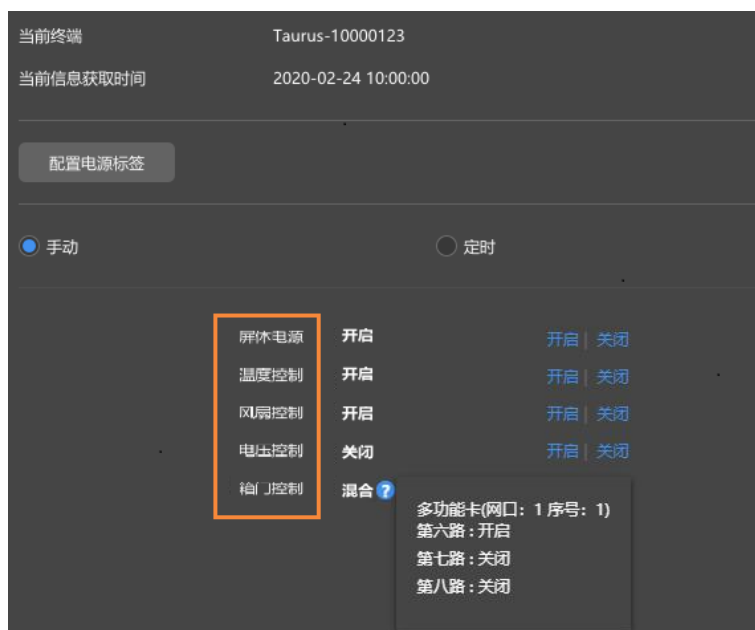 当前终端 Taurus-10000123
当前信息获取时间 2020-02-24 10:00:00
配置电源标签
手动 定时
屏体电源 开启 开启 | 关闭
温度控制 开启 开启 | 关闭
风扇控制 开启 开启 | 关闭
电压控制 关闭 开启 | 关闭
箱门控制 混合 ?
多功能卡(网口：1 序号：1)
第六路 : 开启
第七路 : 关闭
第八路 : 关闭